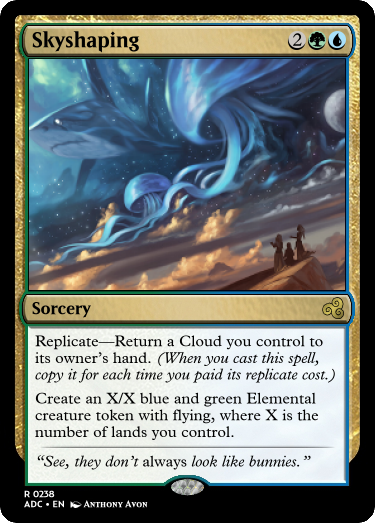 Skyshaping 2
Sorcery
Replicate—Return a Cloud you control to
its owner's hand. (When you cast this spell,
copy it for each time you paid its replicate cost.)
Create an X/X blue and green Elemental
creature token with flying, where X is the
number of lands you control.
“See, they don't always look like bunnies.”
R 0238
ADC • EN Anthony Avon